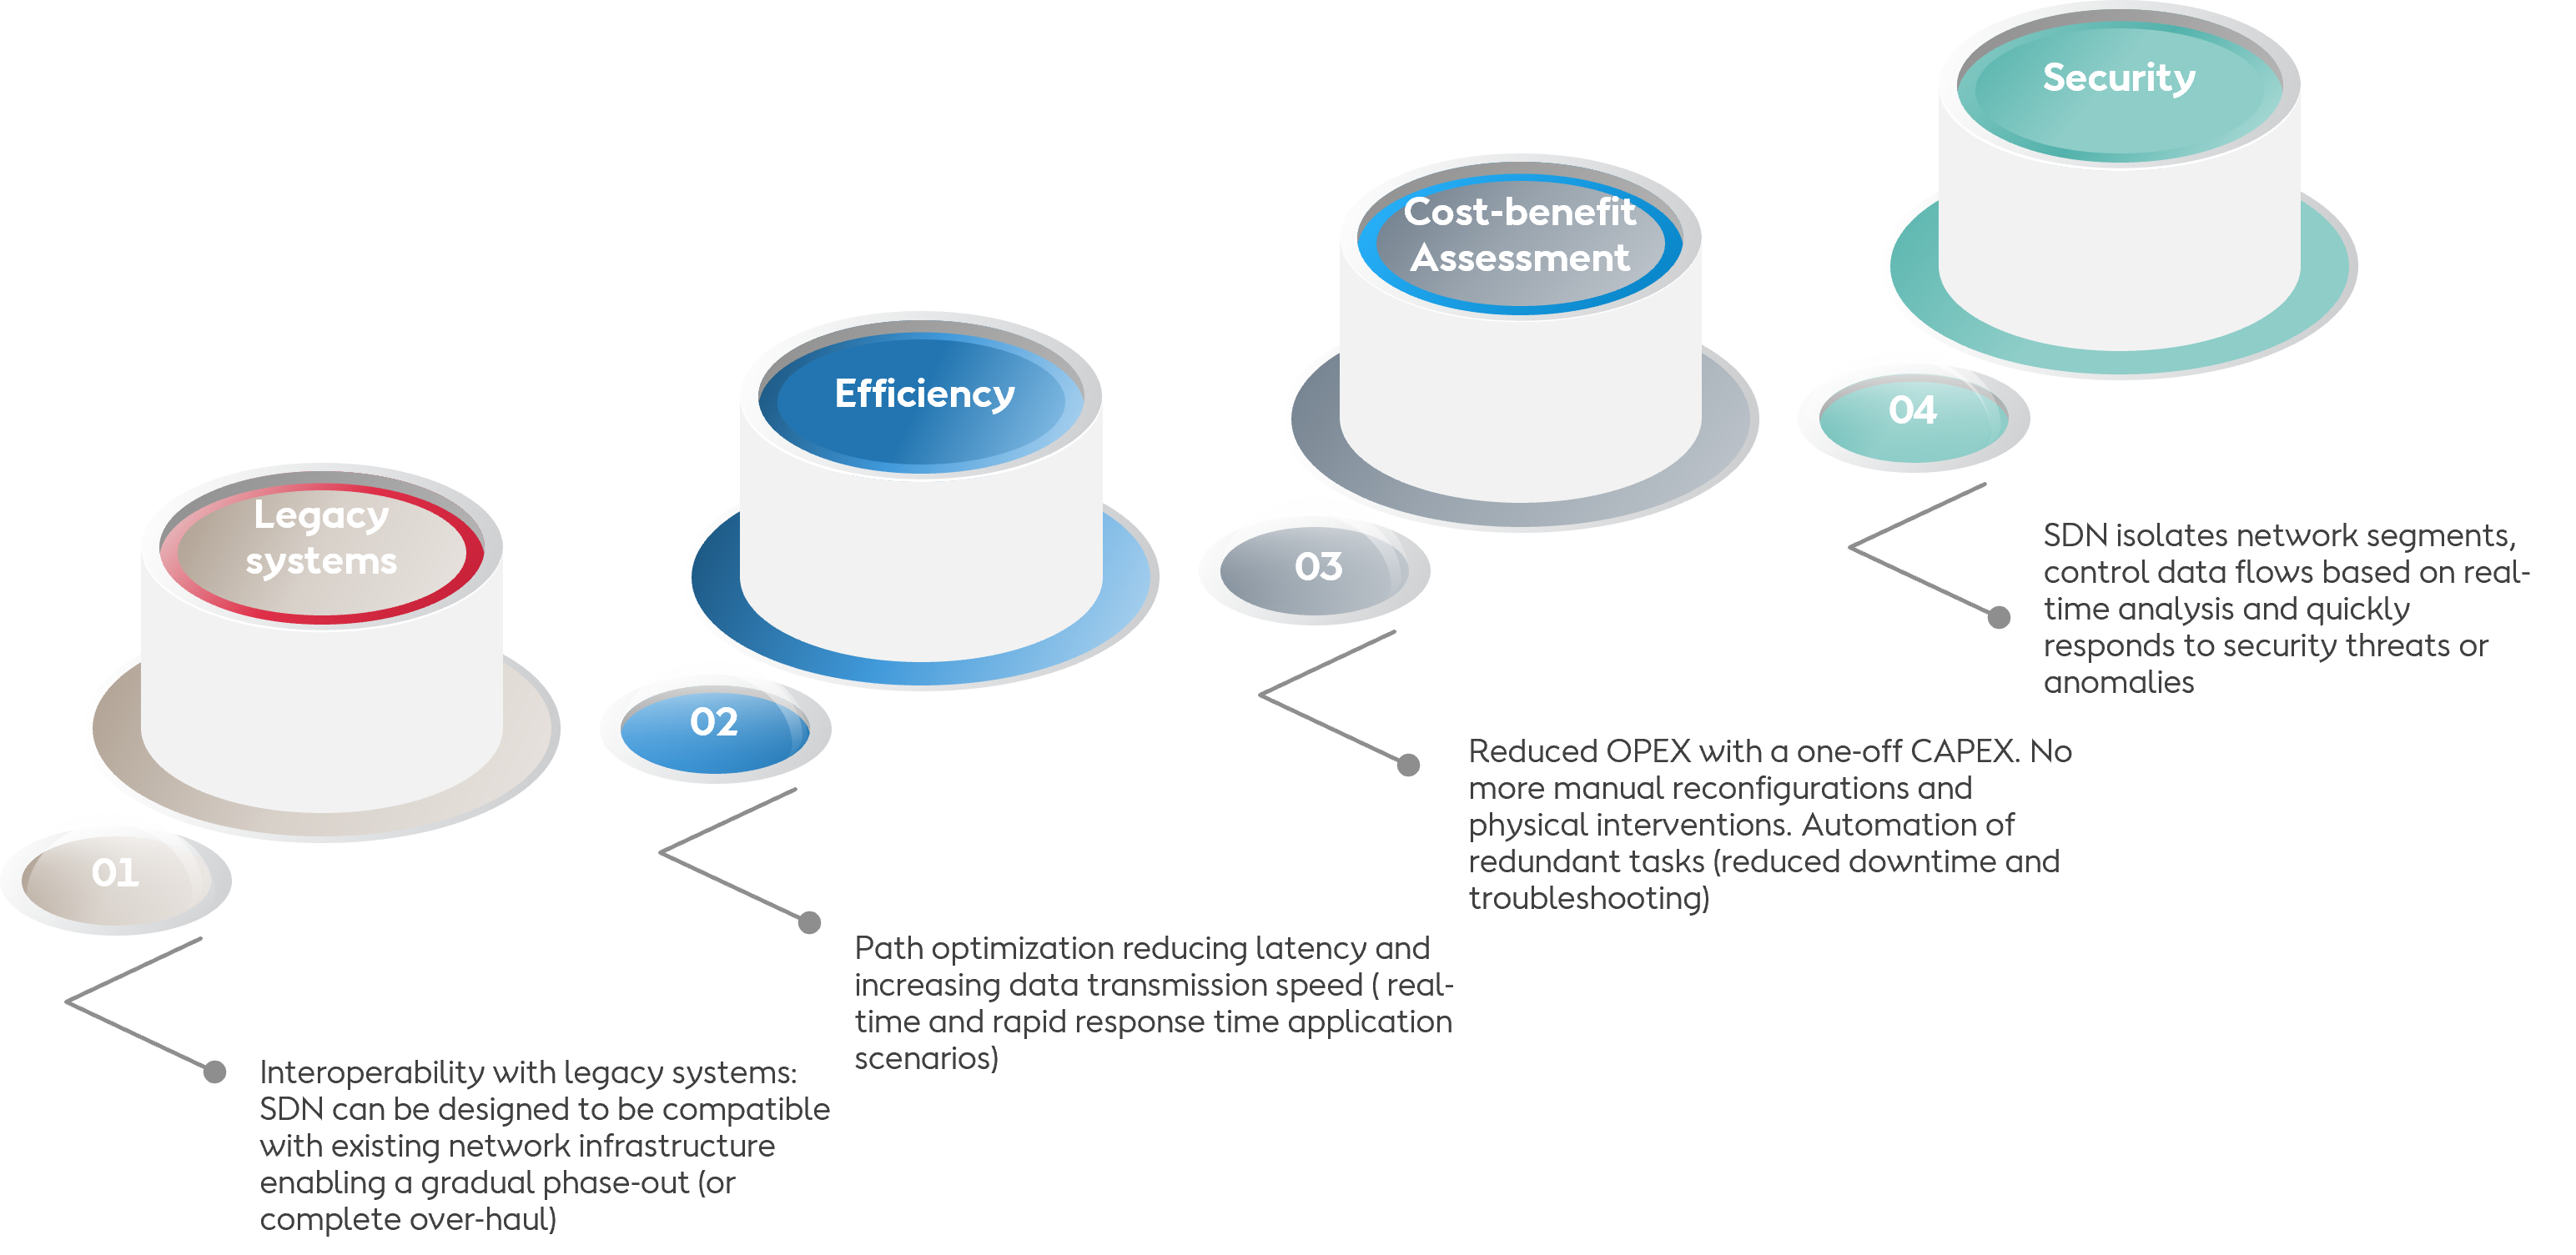 Legacy
systems
01
Interoperability with legacy systems:
SDN can be designed to be compatible
with existing network infrastructure
enabling a gradual phase-out (or
complete over-haul)
Efficiency
02
Path optimization reducing latency and
increasing data transmission speed ( real-
time and rapid response time application
scenarios)
Cost-benefit
Assessment
03
Reduced OPEX with a one-off CAPEX. No
more manual reconfigurations and
physical interventions. Automation of
redundant tasks (reduced downtime and
troubleshooting)
Security
04
SDN isolates network segments,
control data flows based on real-
time analysis and quickly
responds to security threats or
anomalies